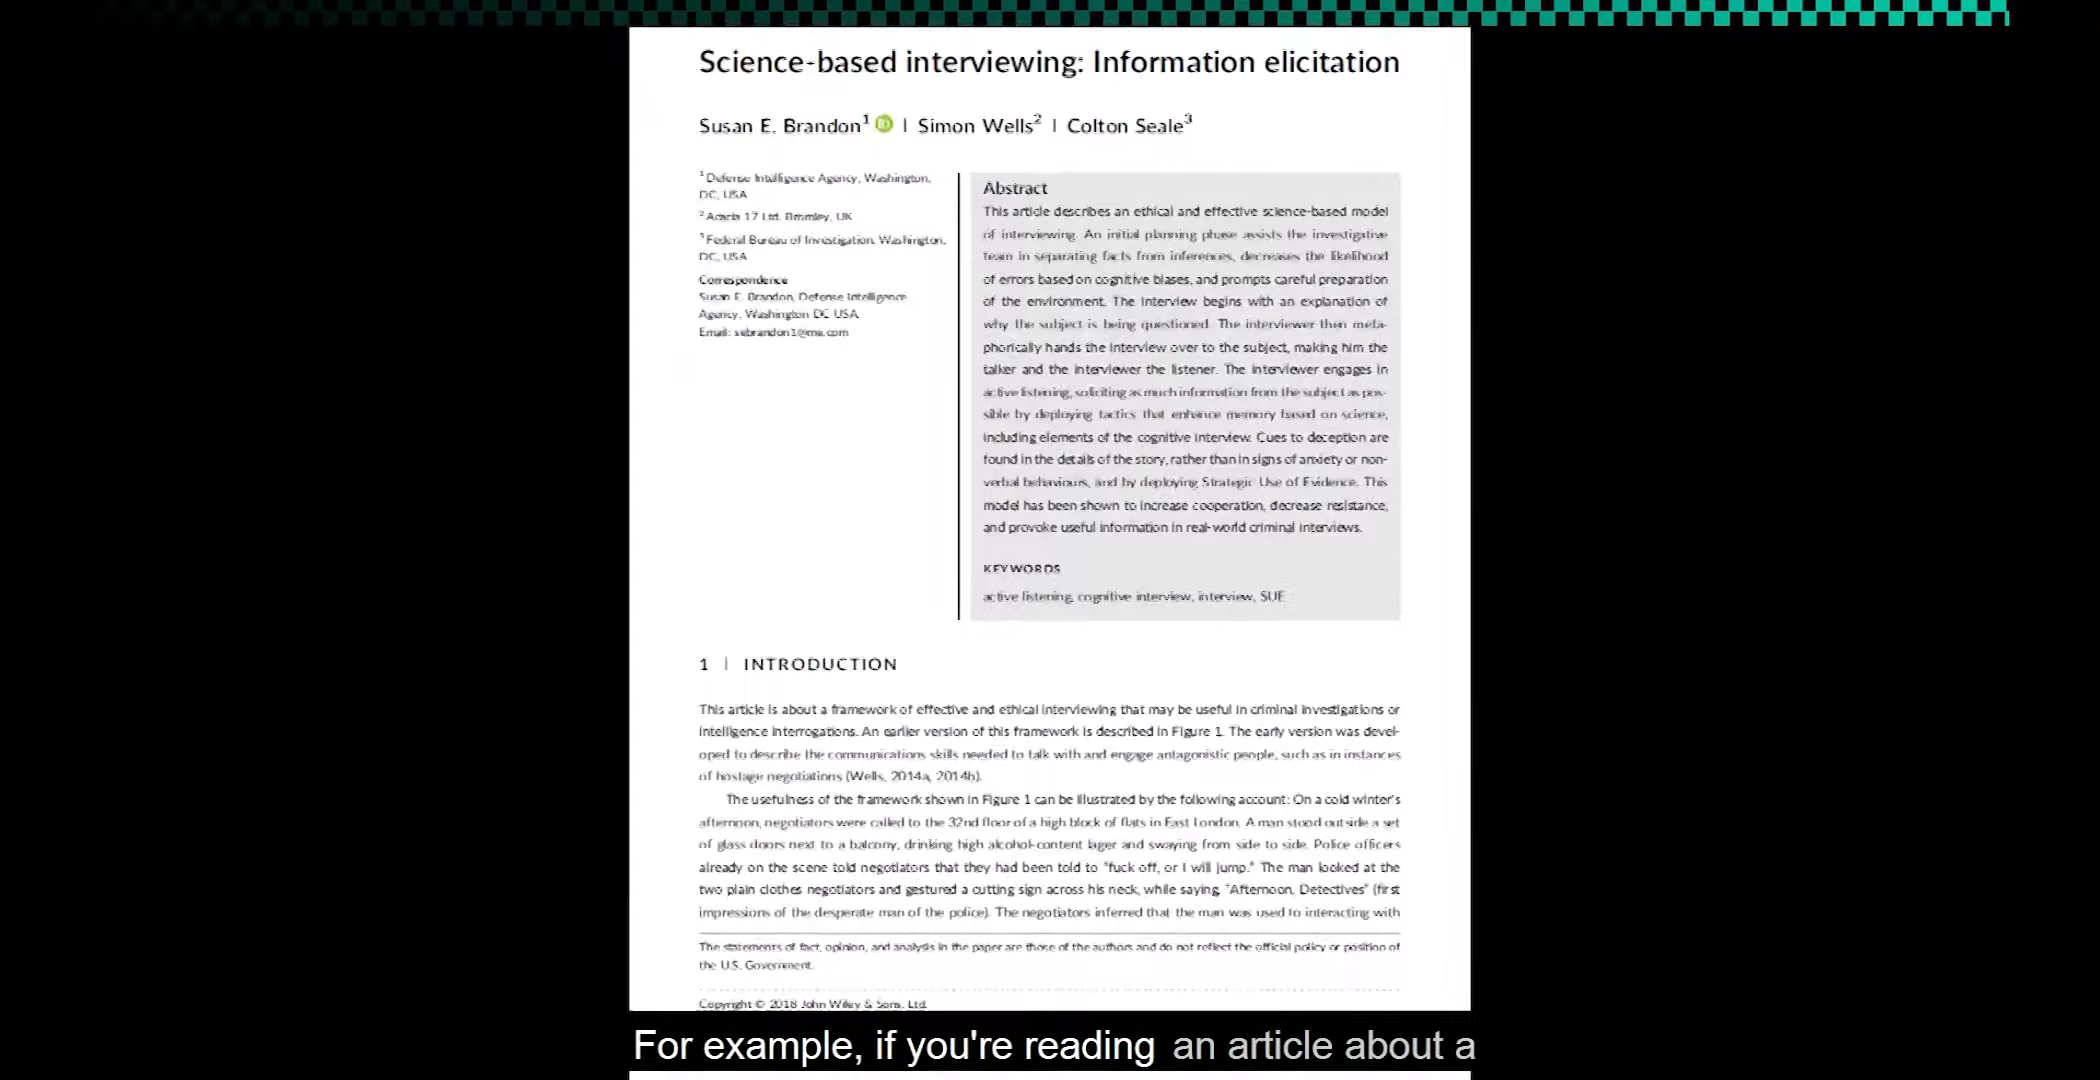 Science-based interviewing: Information elicitation
Susan E. Brandon1 iD | Simon Wells2 | Colton Seale3
1 Defense Intelligence Agency, Washington,
DC, USA
2 Acacia 17 Ltd. Bromley, UK
3 Federal Bureau of Investigation. Washington,
DC, USA
Correspondence
Susan E. Brandon, Defense Intelligence
Agency, Washington DC USA
Email: sebrandon1@me.com
Abstract
This article describes an ethical and effective science-based model
of interviewing. An initial planning phase assists the investigative
team in separating facts from inferences, decreases the likelihood
of errors based on cognitive biases, and prompts careful preparation
of the environment. The interview begins with an explanation of
why the subject is being questioned. The interviewer then meta-
phorically hands the interview over to the subject, making him the
talker and the interviewer the listener. The interviewer engages in
active listening, soliciting as much information from the subject as pos-
sible by deploying tactics that enhance memory based on science,
including elements of the cognitive interview. Cues to deception are
found in the details of the story, rather than in signs of anxiety or non-
verbal behaviours, and by deploying Strategic Use of Evidence. This
model has been shown to increase cooperation, decrease resistance,
and provoke useful information in real-world criminal interviews.
KEYWORDS
active listening, cognitive interview, interview, SUE
1 | INTRODUCTION
This article is about a framework of effective and ethical interviewing that may be useful in criminal investigations or
intelligence interrogations. An earlier version of this framework is described in Figure 1. The early version was devel-
oped to describe the communications skills needed to talk with and engage antagonistic people, such as in instances
of hostage negotiations (Wells, 2014a, 2014b).
The usefulness of the framework shown in Figure 1 can be illustrated by the following account: On a cold winter's
afternoon, negotiators were called to the 32nd floor of a high block of flats in East London. A man stood outside a set
of glass doors next to a balcony, drinking high alcohol-content lager and swaying from side to side. Police officers
already on the scene told negotiators that they had been told to "fuck off, or I will jump." The man looked at the
two plain clothes negotiators and gestured a cutting sign across his neck, while saying, "Afternoon, Detectives" (first
impressions of the desperate man of the police). The negotiators inferred that the man was used to interacting with
The statements of fact, opinion, and analysis in the paper are those of the authors and do not reflect the official policy or position of
the U.S. Government.
Copyright © 2018 John Wiley & Sons, Ltd.
For example, if you're reading an article about a